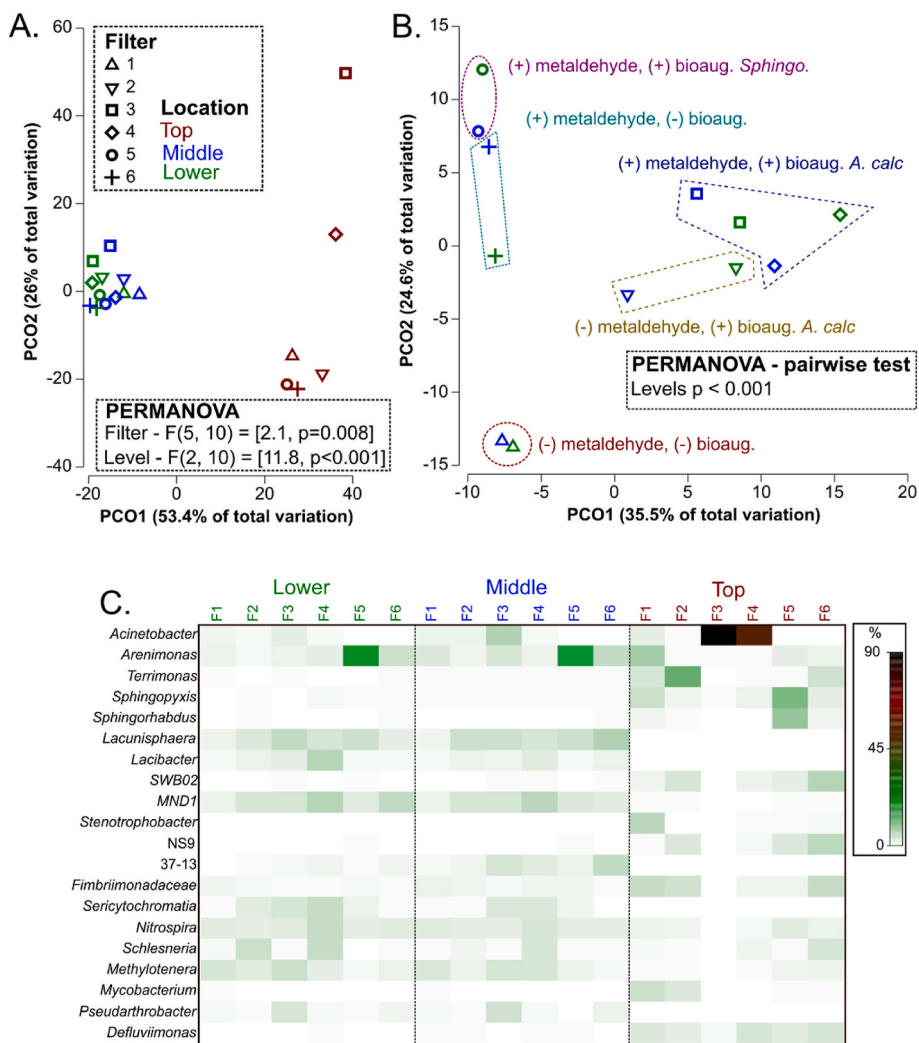 A.
60
40
20
0
-20
-40
PCO2 (26% of total variation)
Filter
1
2
3
4
5
6
Location
Top
Middle
Lower
PERMANOVA
Filter - F(5, 10) = [2.1, p=0.008]
Level - F(2, 10) = [11.8, p<0.001]
-20
0
20
40
PCO1 (53.4% of total variation)
B.
15
10
5
0
-5
-10
-15
PCO2 (24.6% of total variation)
(+) metaldehyde, (+) bioaug. Sphingo.
(+) metaldehyde, (-) bioaug.
(+) metaldehyde, (+) bioaug. A. calc
(-) metaldehyde, (+) bioaug. A. calc
PERMANOVA - pairwise test
Levels p < 0.001
(-) metaldehyde, (-) bioaug.
-10
-5
0
5
10
15
20
PCO1 (35.5% of total variation)
C.
Lower
Middle
Top
F1 F2 F3 F4 F5 F6 F1 F2 F3 F4 F5 F6 F1 F2 F3 F4 F5 F6
Acinetobacter
Arenimonas
Terrimonas
Sphingopyxis
Sphingorhabdus
Lacunisphaera
Lacibacter
SWB02
MND1
Stenotrophobacter
NS9
37-13
Fimbriimonadaceae
Sericytochromatia
Nitrospira
Schlesneria
Methylotenera
Mycobacterium
Pseudarthrobacter
Defluviimonas
%
90
45
0